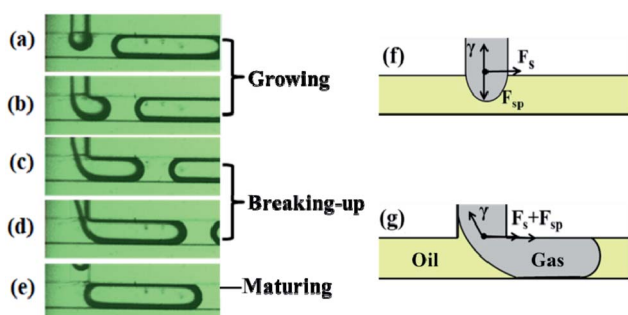 (a)
(b)
Growing
(c)
(d)
Breaking-up
(e)
Maturing
(f)
γ
Fs
Fsp
(g)
γ
Fs+Fsp
Oil
Gas